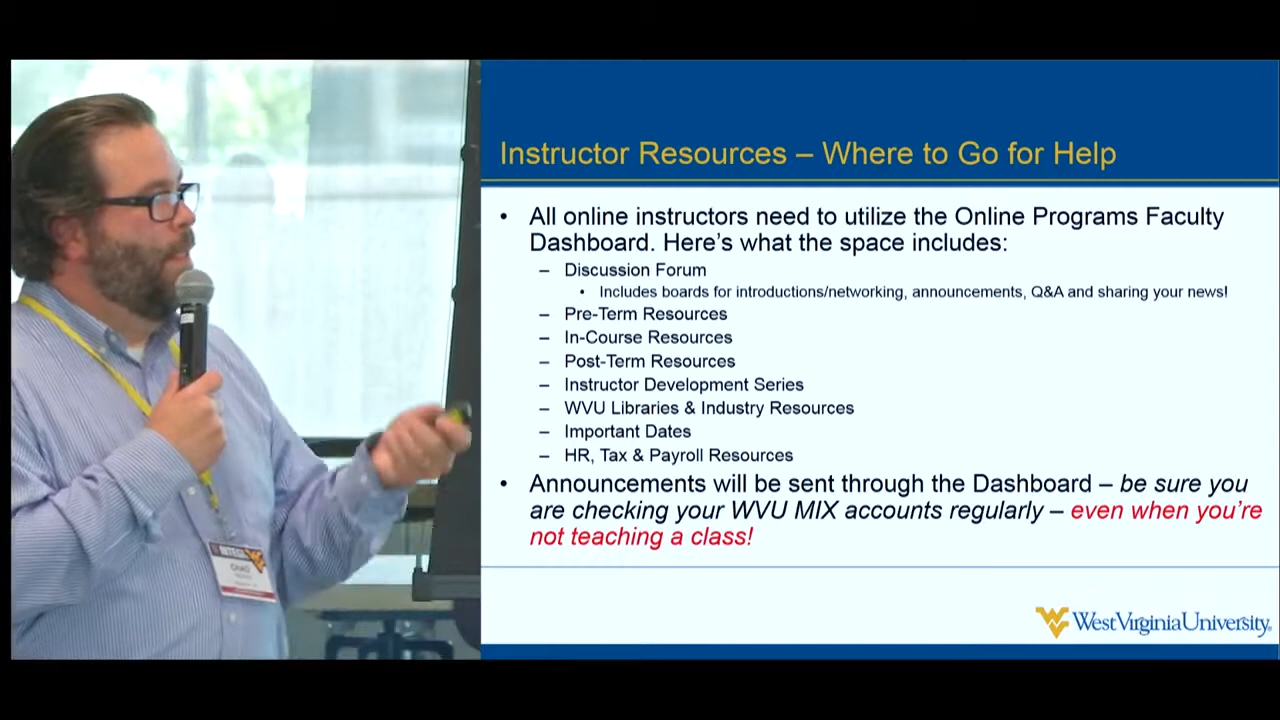 Instructor Resources – Where to Go for Help
• All online instructors need to utilize the Online Programs Faculty
Dashboard. Here's what the space includes:
– Discussion Forum
• Includes boards for introductions/networking, announcements, Q&A and sharing your news!
– Pre-Term Resources
– In-Course Resources
– Post-Term Resources
– Instructor Development Series
– WVU Libraries & Industry Resources
– Important Dates
– HR, Tax & Payroll Resources
• Announcements will be sent through the Dashboard – be sure you
are checking your WVU MIX accounts regularly – even when you're
not teaching a class!
WestVirginiaUniversity.
CHAD